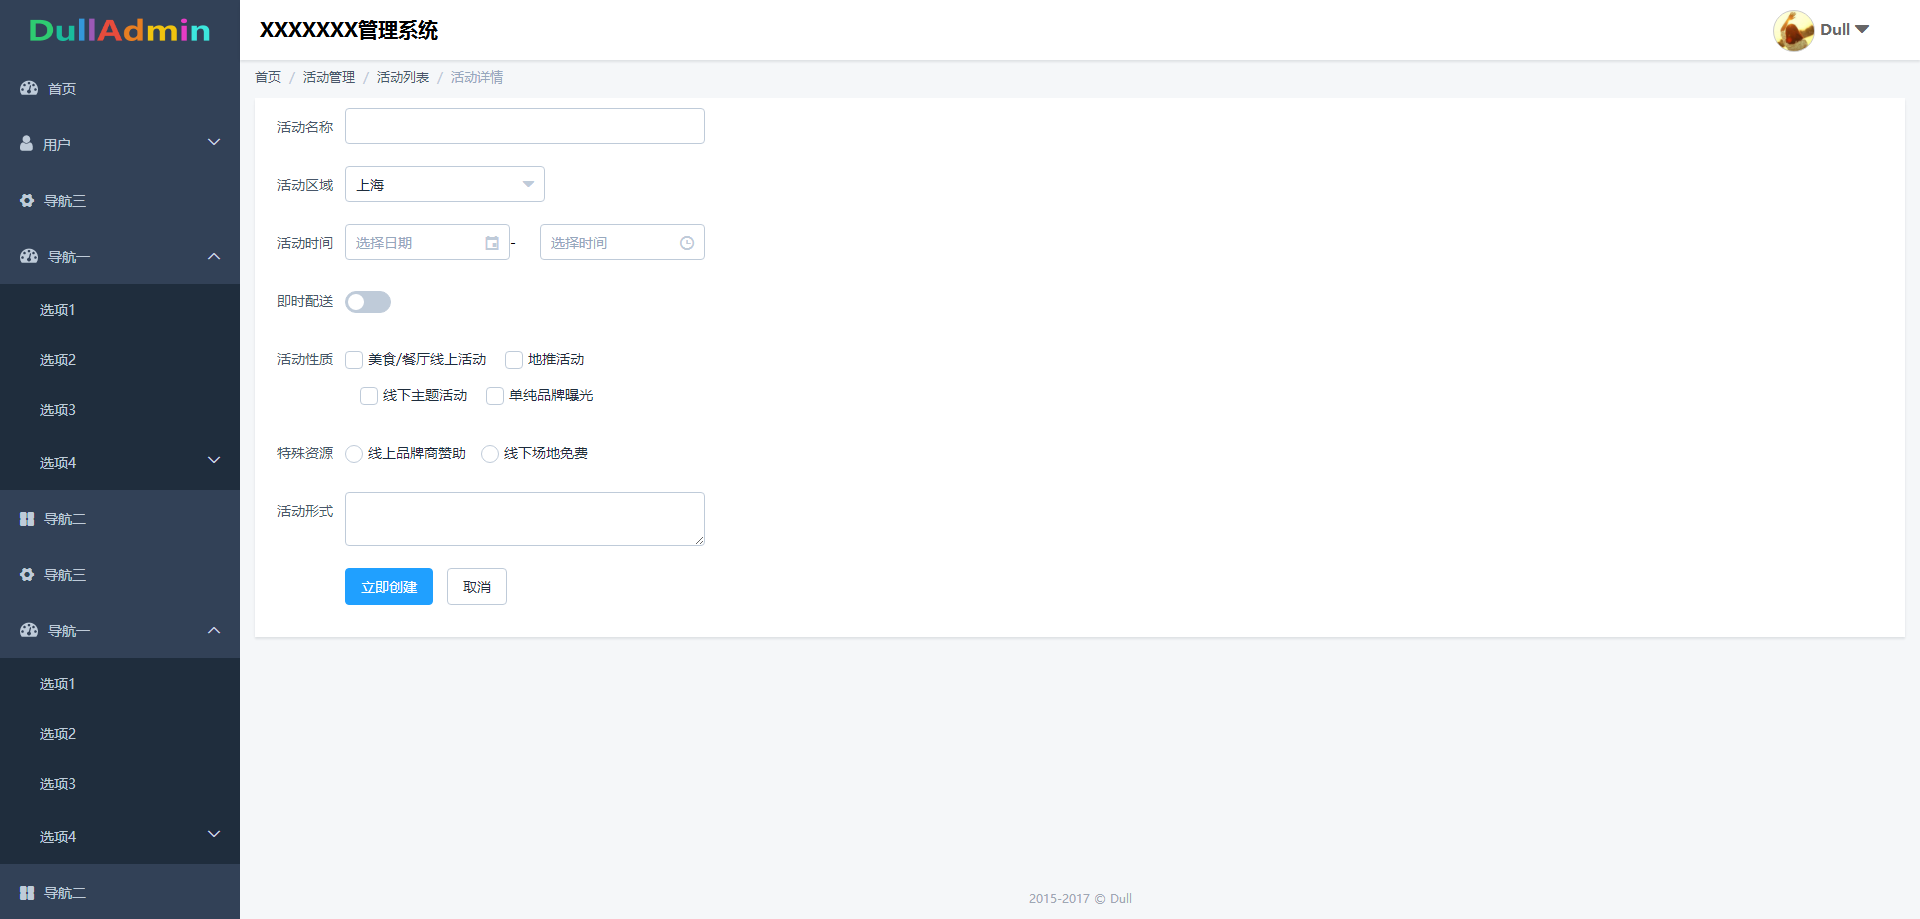 DullAdmin
首页
用户
导航三
导航一
选项1
选项2
选项3
选项4
导航二
导航三
导航一
选项1
选项2
选项3
选项4
导航二
XXXXXXX管理系统
Dull
首页 / 活动管理 / 活动列表 / 活动详情
活动名称
活动区域 上海
活动时间 选择日期 - 选择时间
即时配送
活动性质 美食/餐厅线上活动 地推活动
线下主题活动 单纯品牌曝光
特殊资源 线上品牌商赞助 线下场地免费
活动形式
立即创建 取消
2015-2017 © Dull